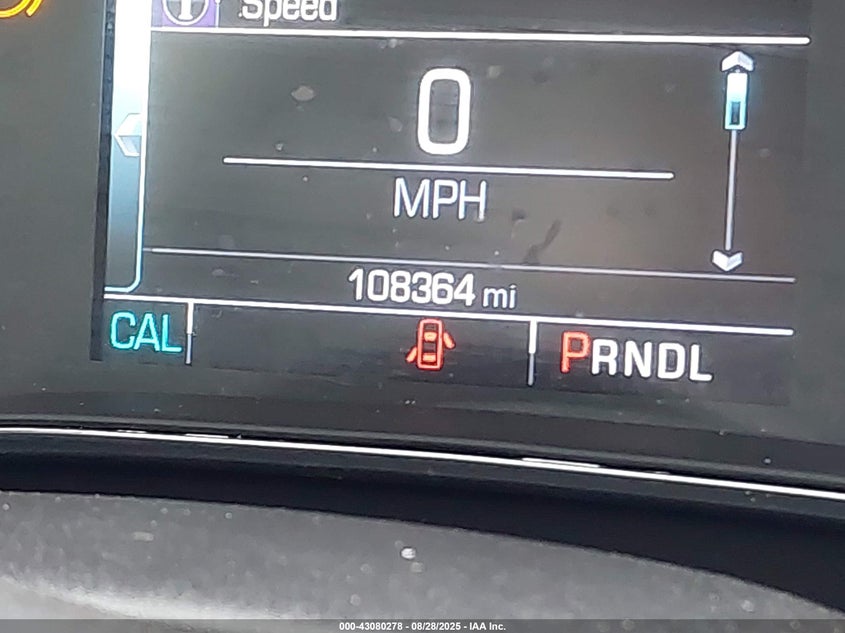 Speed
0
MPH
108364 mi
CAL
PRNDL
000-43080278 - 08/28/2025 - IAA Inc.